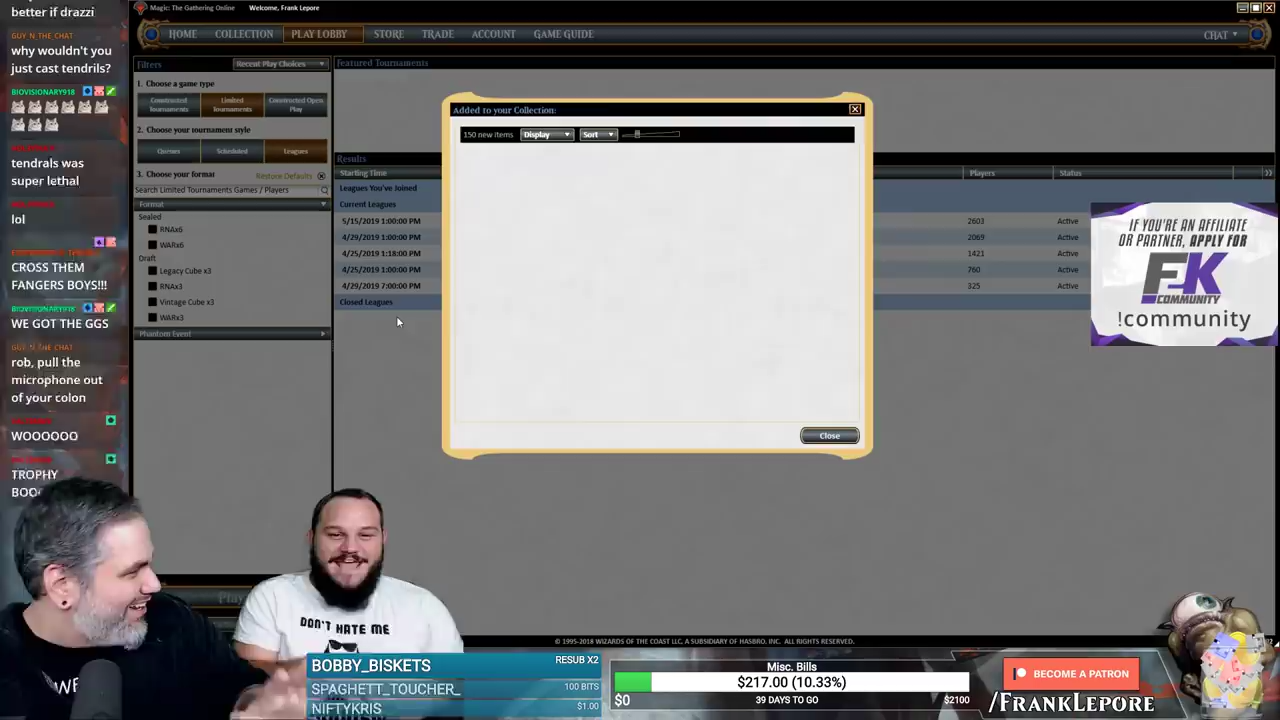 better if drazzi
GUY N THE CHAT
why wouldn't you
just cast tendrils?
BIOVISIONARY918
tendrals was
super lethal
lol
CROSS THEM
FANGERS BOYS!!!
BIOVISIONARY918
WE GOT THE GGS
GUY N THE CHAT
rob, pull the
microphone out
of your colon
WOOOOOO
TROPHY
Magic: The Gathering Online
Welcome, Frank Lepore
HOME
COLLECTION
PLAY LOBBY
STORE
TRADE
ACCOUNT
GAME GUIDE
CHAT
Filters
Recent Play Choices
1. Choose a game type
Constructed Tournaments
Limited Tournaments
Constructed Open Play
2. Choose your tournament style
Queues
Scheduled
Leagues
3. Choose your format
Restore Defaults
Search Limited Tournaments Games / Players
Format
Sealed
RNAx6
WARx6
Draft
Legacy Cube x3
RNAx3
Vintage Cube x3
WARx3
Phantom Event
Featured Tournaments
Results
Starting Time
Players
Status
Leagues You've Joined
Current Leagues
5/15/2019 1:00:00 PM 2603 Active
4/29/2019 1:00:00 PM 2069 Active
4/25/2019 1:18:00 PM 1421 Active
4/25/2019 1:00:00 PM 760 Active
4/29/2019 7:00:00 PM 325 Active
Closed Leagues
Added to your Collection:
150 new items
Display
Sort
Close
IF YOU'RE AN AFFILIATE
OR PARTNER, APPLY FOR
FK
COMMUNITY
!community
DON'T HATE ME
© 1995-2018 WIZARDS OF THE COAST LLC, A SUBSIDIARY OF HASBRO, INC. ALL RIGHTS RESERVED.
BOBBY_BISKETS
RESUB X2
SPAGHETT_TOUCHER_
100 BITS
NIFTYKRIS
$1.00
Misc. Bills
$217.00 (10.33%)
$0
39 DAYS TO GO
$2100
BECOME A PATRON
/FRANKLEPORE